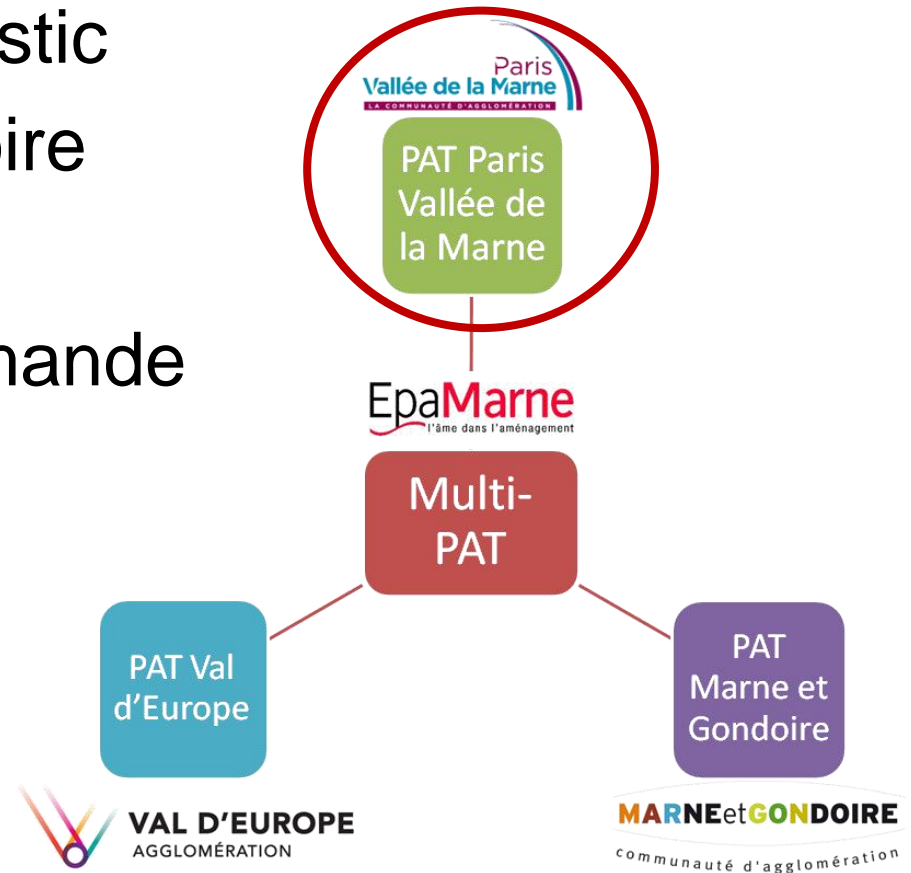 stic
oire
mande
Paris
Vallée de la Marne
LA COMMUNAUTÉ D'AGGLOMÉRATION
PAT Paris
Vallée de
la Marne
EpaMarne
l'âme dans l'aménagement
Multi-
PAT
PAT Val
d'Europe
PAT
Marne et
Gondoire
VAL D'EUROPE
AGGLOMÉRATION
MARNEetGONDOIRE
communauté d'agglomération